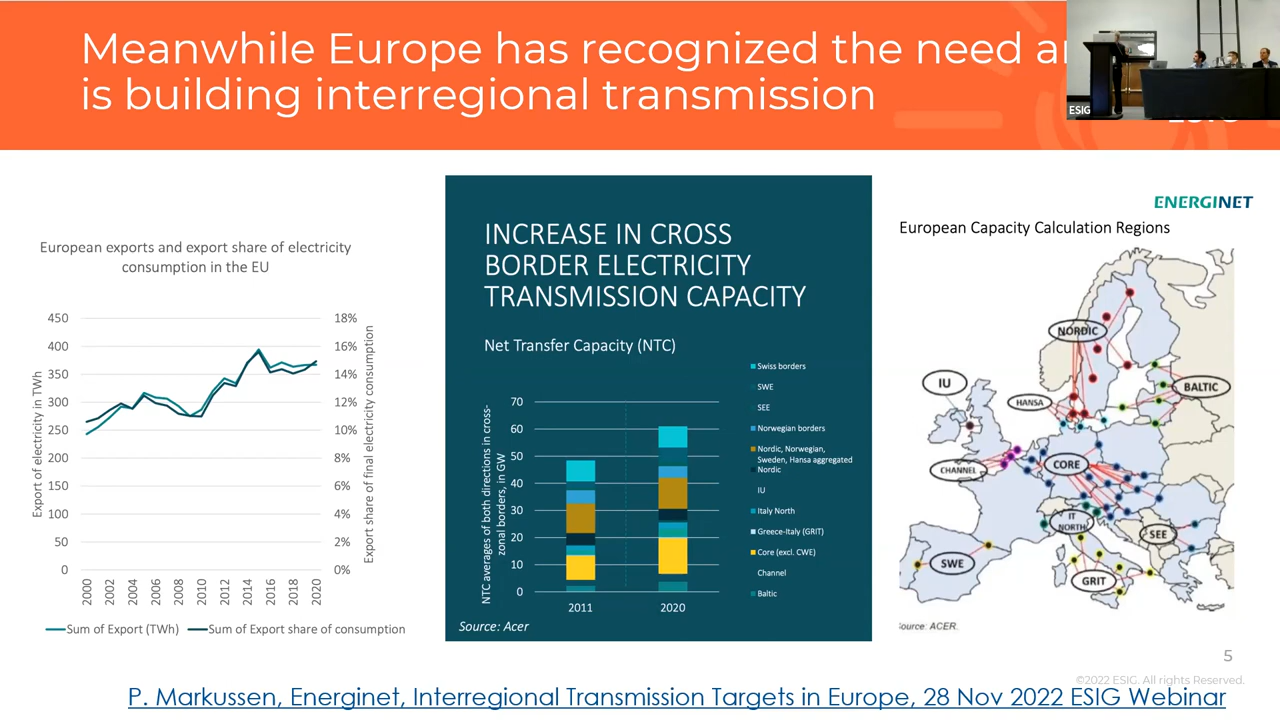 Meanwhile Europe has recognized the need
is building interregional transmission
ESIG
European exports and export share of electricity
consumption in the EU
Export of electricity in TWh
450
400
350
300
250
200
150
100
50
0
18%
16%
14%
12%
10%
8%
6%
4%
2%
0%
Export share of final electricity consumption
2000
2002
2004
2006
2008
2010
2012
2014
2016
2018
2020
Sum of Export (TWh)
Sum of Export share of consumption
INCREASE IN CROSS
BORDER ELECTRICITY
TRANSMISSION CAPACITY
Net Transfer Capacity (NTC)
NTC averages of both directions in cross-
zonal borders, in GW
70
60
50
40
30
20
10
0
2011
2020
Swiss borders
SWE
SEE
Norwegian borders
Nordic, Norwegian,
Sweden, Hansa aggregated
Nordic
IU
Italy North
Greece-Italy (GRIT)
Core (excl. CWE)
Channel
Baltic
Source: Acer
ENERGINET
European Capacity Calculation Regions
NORDIC
IU
HANSA
BALTIC
CHANNEL
CORE
IT
NORTH
SEE
SWE
GRIT
ource: ACER.
5
©2022 ESIG. All rights Reserved.
P. Markussen, Energinet, Interregional Transmission Targets in Europe, 28 Nov 2022 ESIG Webinar